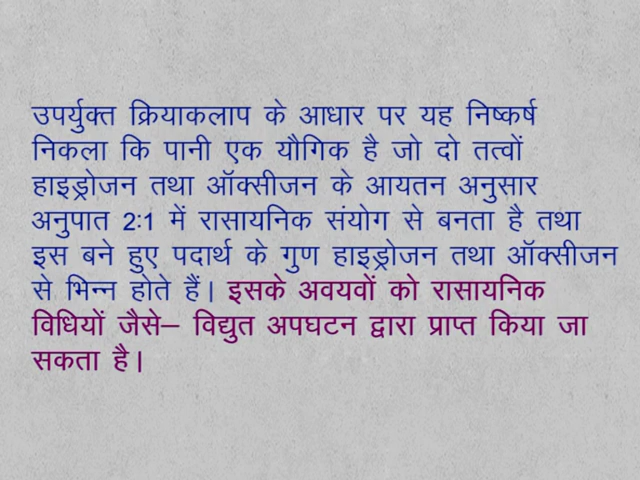 उपर्युक्त क्रियाकलाप के आधार पर यह निष्कर्ष
निकला कि पानी एक यौगिक है जो दो तत्वों
हाइड्रोजन तथा ऑक्सीजन के आयतन अनुसार
अनुपात 2:1 में रासायनिक संयोग से बनता है तथा
इस बने हुए पदार्थ के गुण हाइड्रोजन तथा ऑक्सीजन
से भिन्न होते हैं। इसके अवयवों को रासायनिक
विधियों जैसे– विद्युत अपघटन द्वारा प्राप्त किया जा
सकता है।